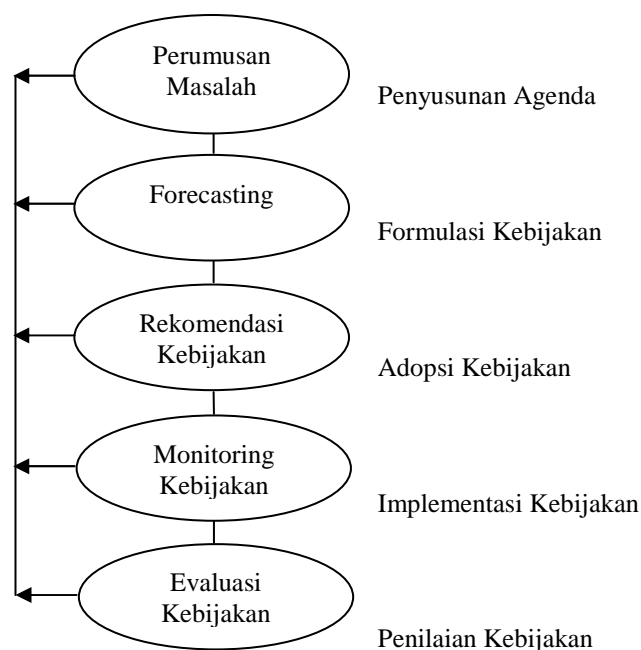 Perumusan
Masalah
Penyusunan Agenda
Forecasting
Formulasi Kebijakan
Rekomendasi
Kebijakan
Adopsi Kebijakan
Monitoring
Kebijakan
Implementasi Kebijakan
Evaluasi
Kebijakan
Penilaian Kebijakan